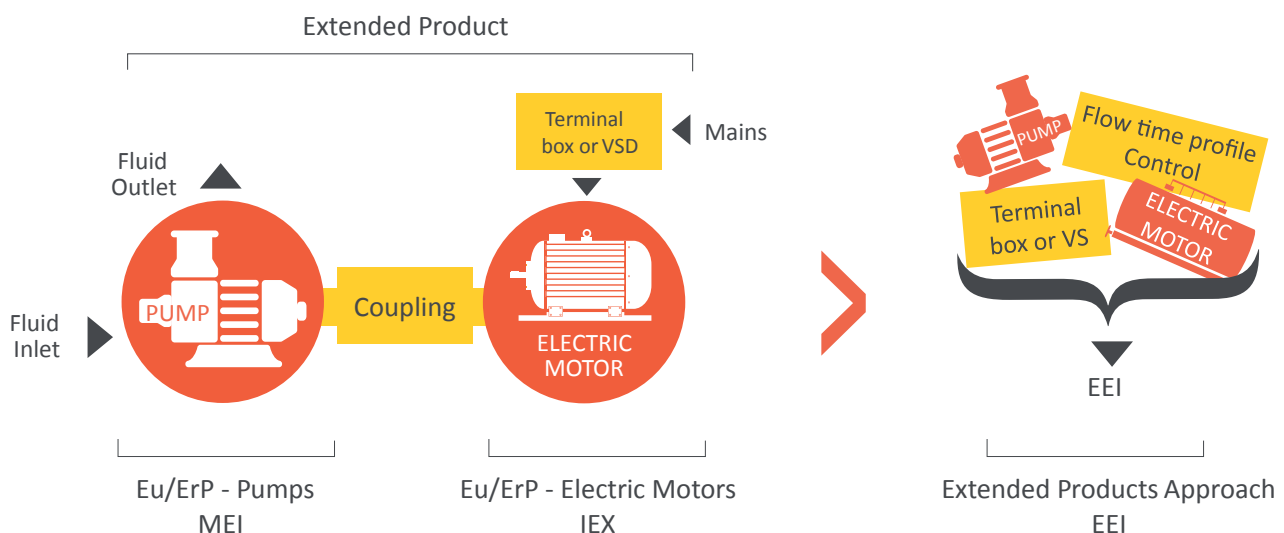 Extended Product
Terminal
box or VSD
Mains
Fluid
Outlet
Fluid
Inlet
PUMP
Coupling
ELECTRIC
MOTOR
Eu/ErP - Pumps
MEI
Eu/ErP - Electric Motors
IEX
PUMP
Flow time profile
Control
Terminal
box or VS
ELECTRIC
MOTOR
EEI
Extended Products Approach
EEI